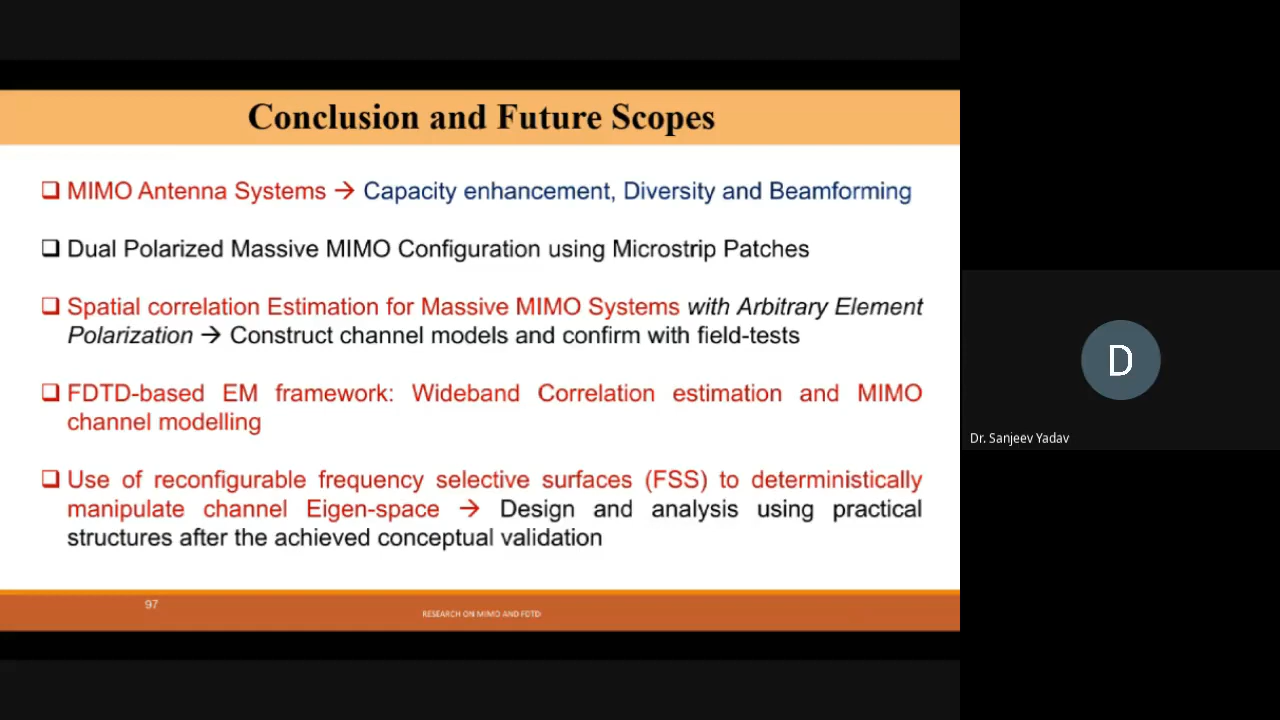 Conclusion and Future Scopes
❑ MIMO Antenna Systems → Capacity enhancement, Diversity and Beamforming
❑ Dual Polarized Massive MIMO Configuration using Microstrip Patches
❑ Spatial correlation Estimation for Massive MIMO Systems with Arbitrary Element
Polarization → Construct channel models and confirm with field-tests
❑ FDTD-based EM framework: Wideband Correlation estimation and MIMO
channel modelling
❑ Use of reconfigurable frequency selective surfaces (FSS) to deterministically
manipulate channel Eigen-space → Design and analysis using practical
structures after the achieved conceptual validation
97
RESEARCH ON MIMO AND FDTD
D
Dr. Sanjeev Yadav